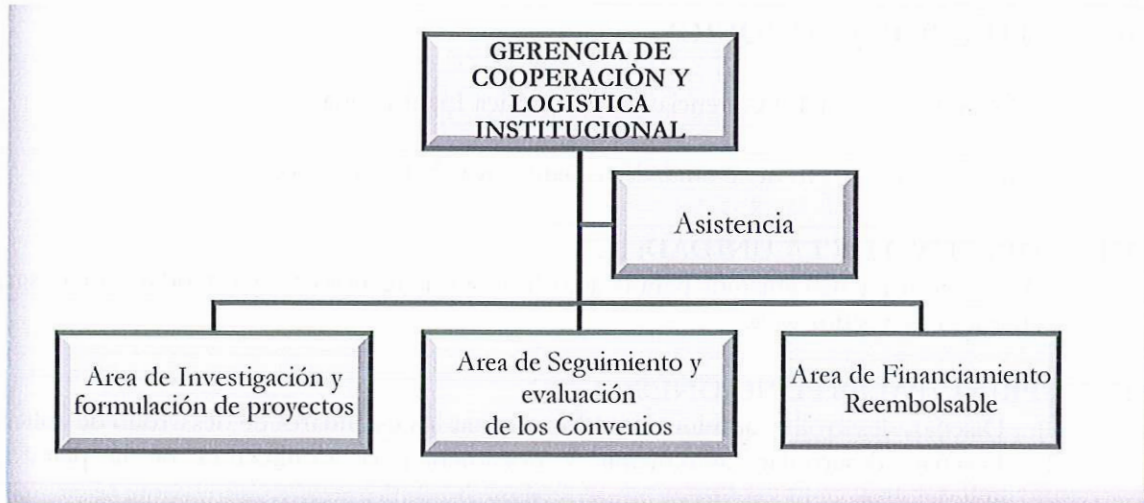 GERENCIA DE
COOPERACIÒN Y
LOGISTICA
INSTITUCIONAL
Asistencia
Area de Investigación y
formulación de proyectos
Area de Seguimiento y
evaluación
de los Convenios
Area de Financiamiento
Reembolsable